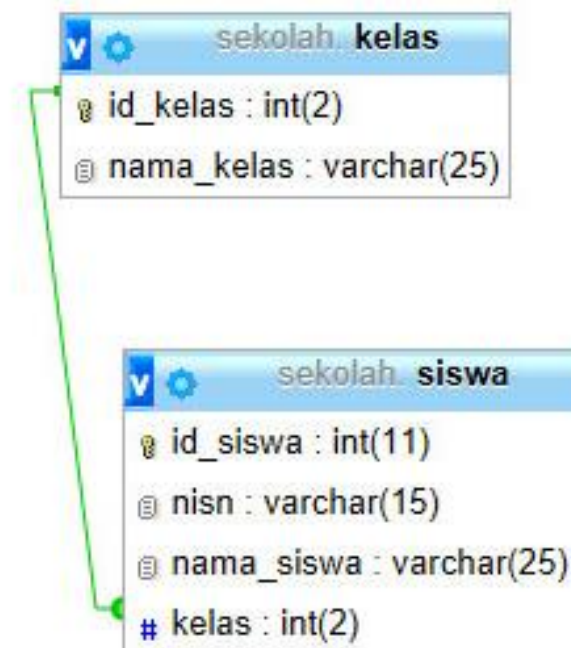 v sekolah. kelas
id_kelas : int(2)
nama_kelas : varchar(25)
v sekolah. siswa
id_siswa : int(11)
nisn : varchar(15)
nama_siswa : varchar(25)
# kelas : int(2)